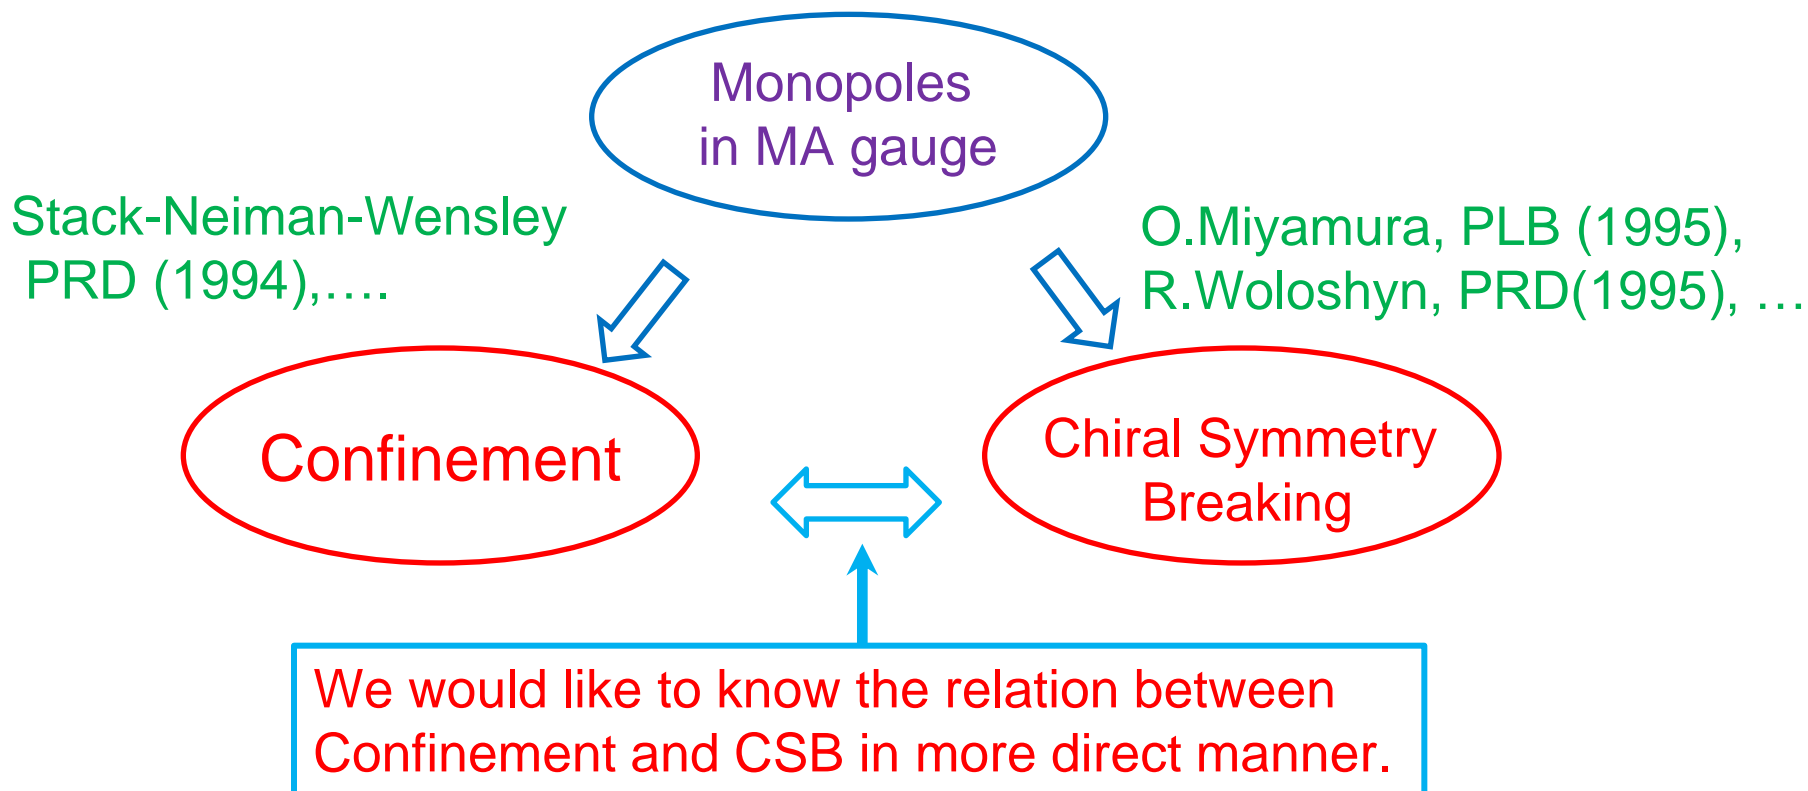 Monopoles
in MA gauge
Stack-Neiman-Wensley
PRD (1994),….
O.Miyamura, PLB (1995),
R.Woloshyn, PRD(1995), …
Confinement
Chiral Symmetry
Breaking
We would like to know the relation between
Confinement and CSB in more direct manner.